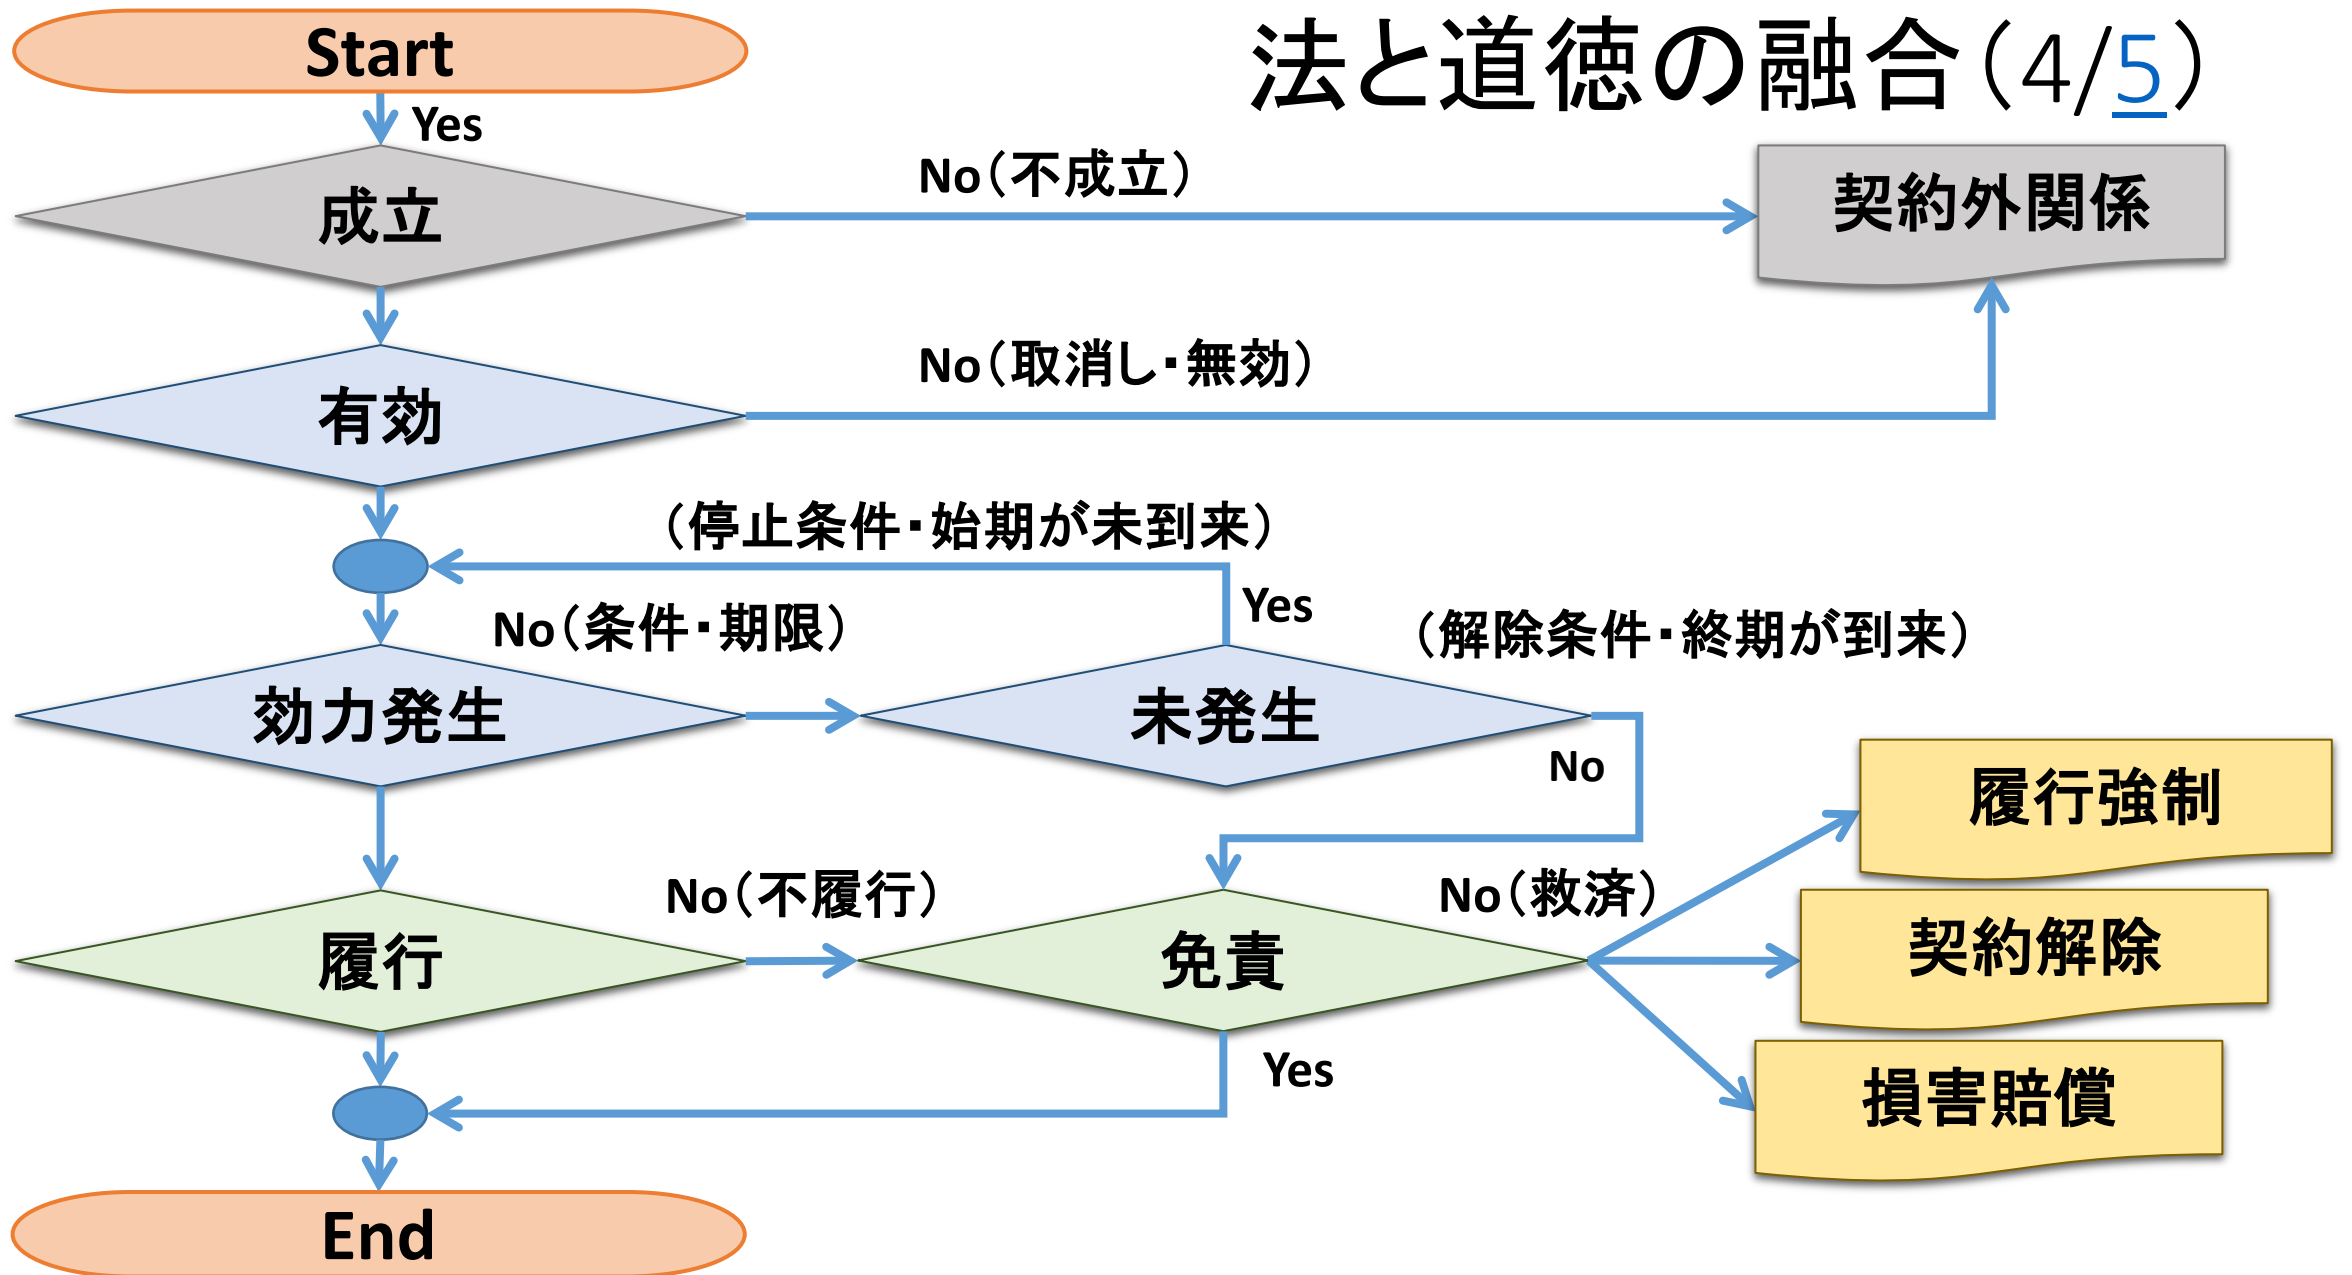 法と道徳の融合（4/5）
Start
Yes
成立
No（不成立）
契約外関係
有効
No（取消し・無効）
（停止条件・始期が未到来）
Yes
No（条件・期限）
（解除条件・終期が到来）
効力発生
未発生
No
履行強制
履行
No（不履行）
免責
No（救済）
契約解除
Yes
損害賠償
End